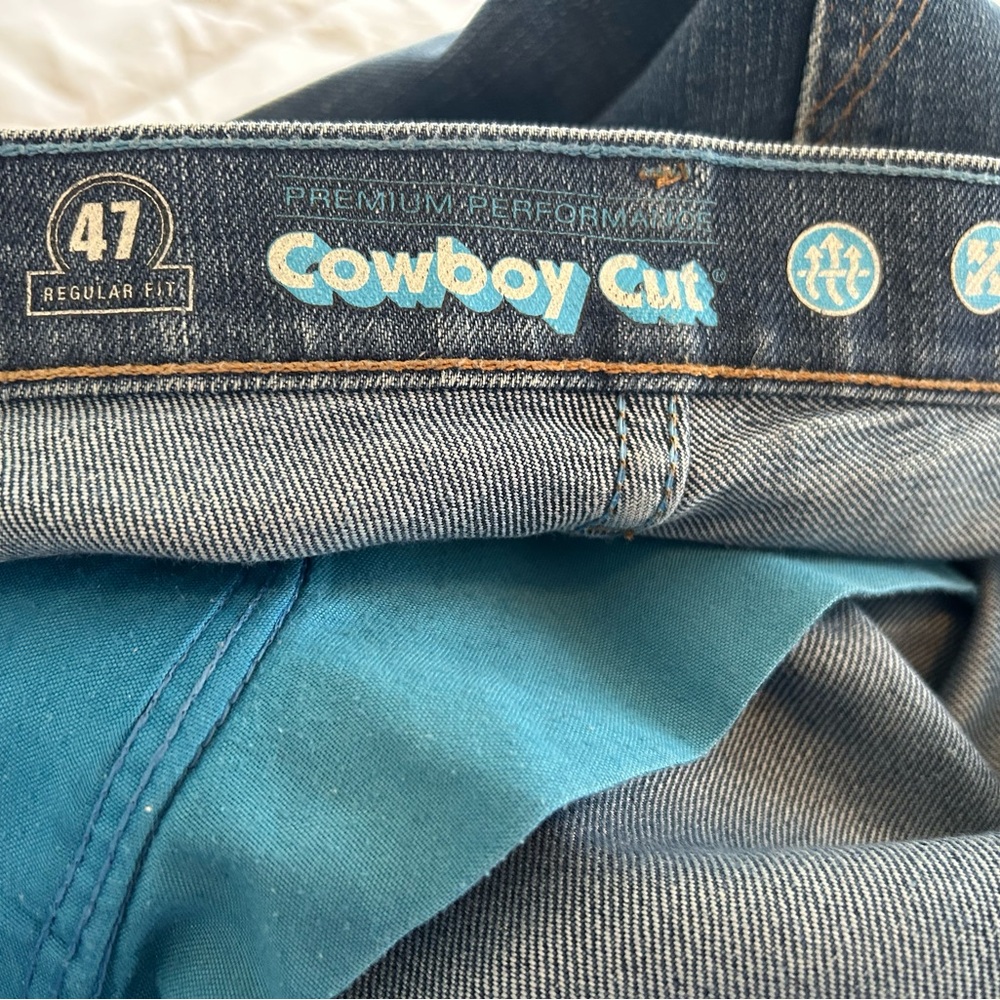 47
REGULAR FIT
PREMIUM PERFORMANCE
Cowboy Cut®